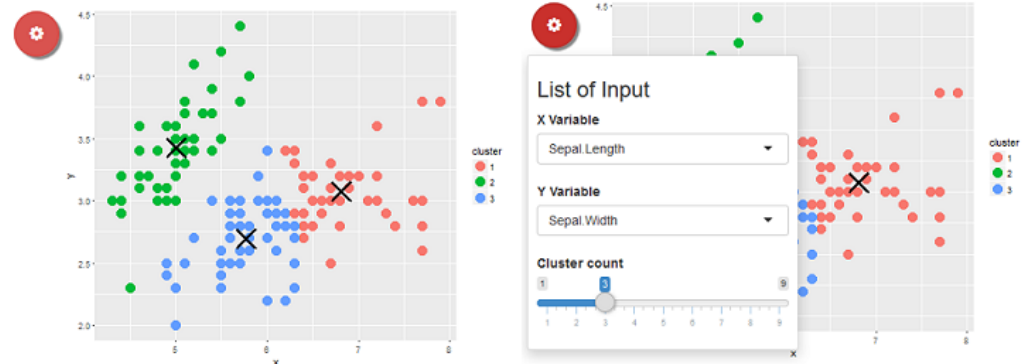 4.5
4.0
3.5
3.0
2.5
2.0
y
5 6 7 8
x
cluster
1
2
3
4.5
List of Input
X Variable
Sepal.Length
Y Variable
Sepal.Width
Cluster count
1 3 9
1 2 3 4 5 6 7 8 9
7 8
x
cluster
1
2
3